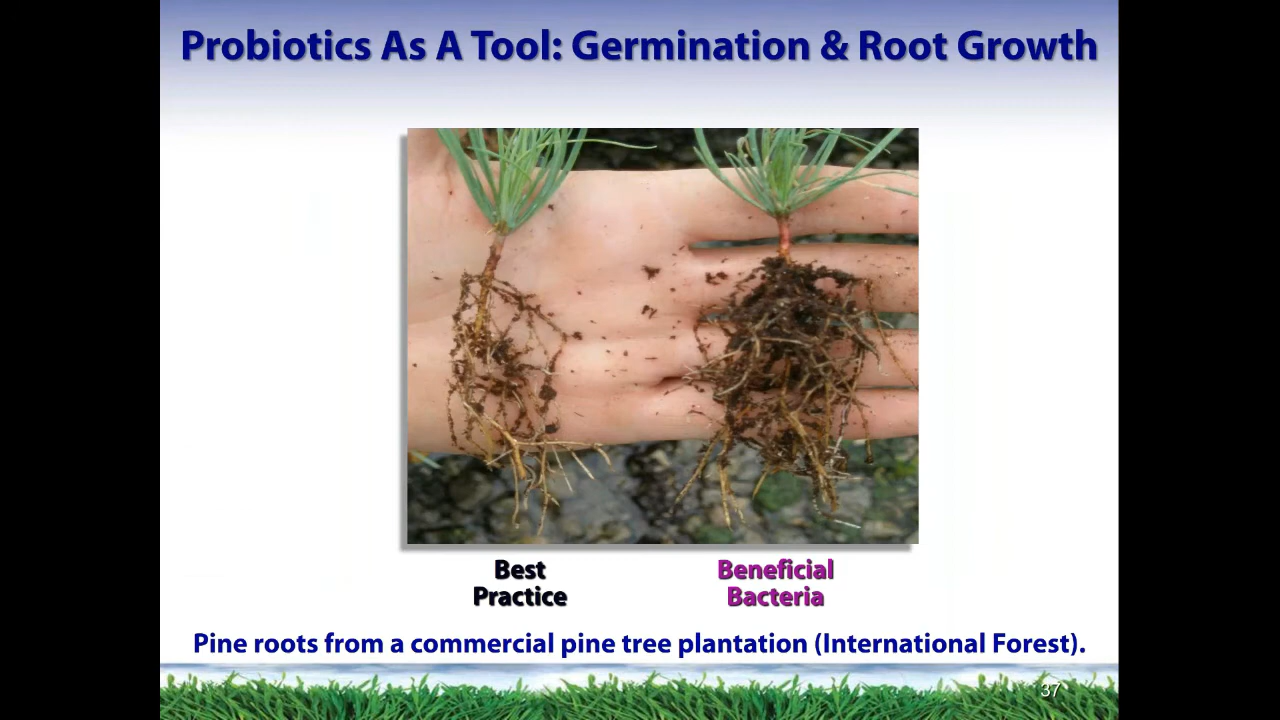 Probiotics As A Tool: Germination & Root Growth
Best
Practice
Beneficial
Bacteria
Pine roots from a commercial pine tree plantation (International Forest).
37